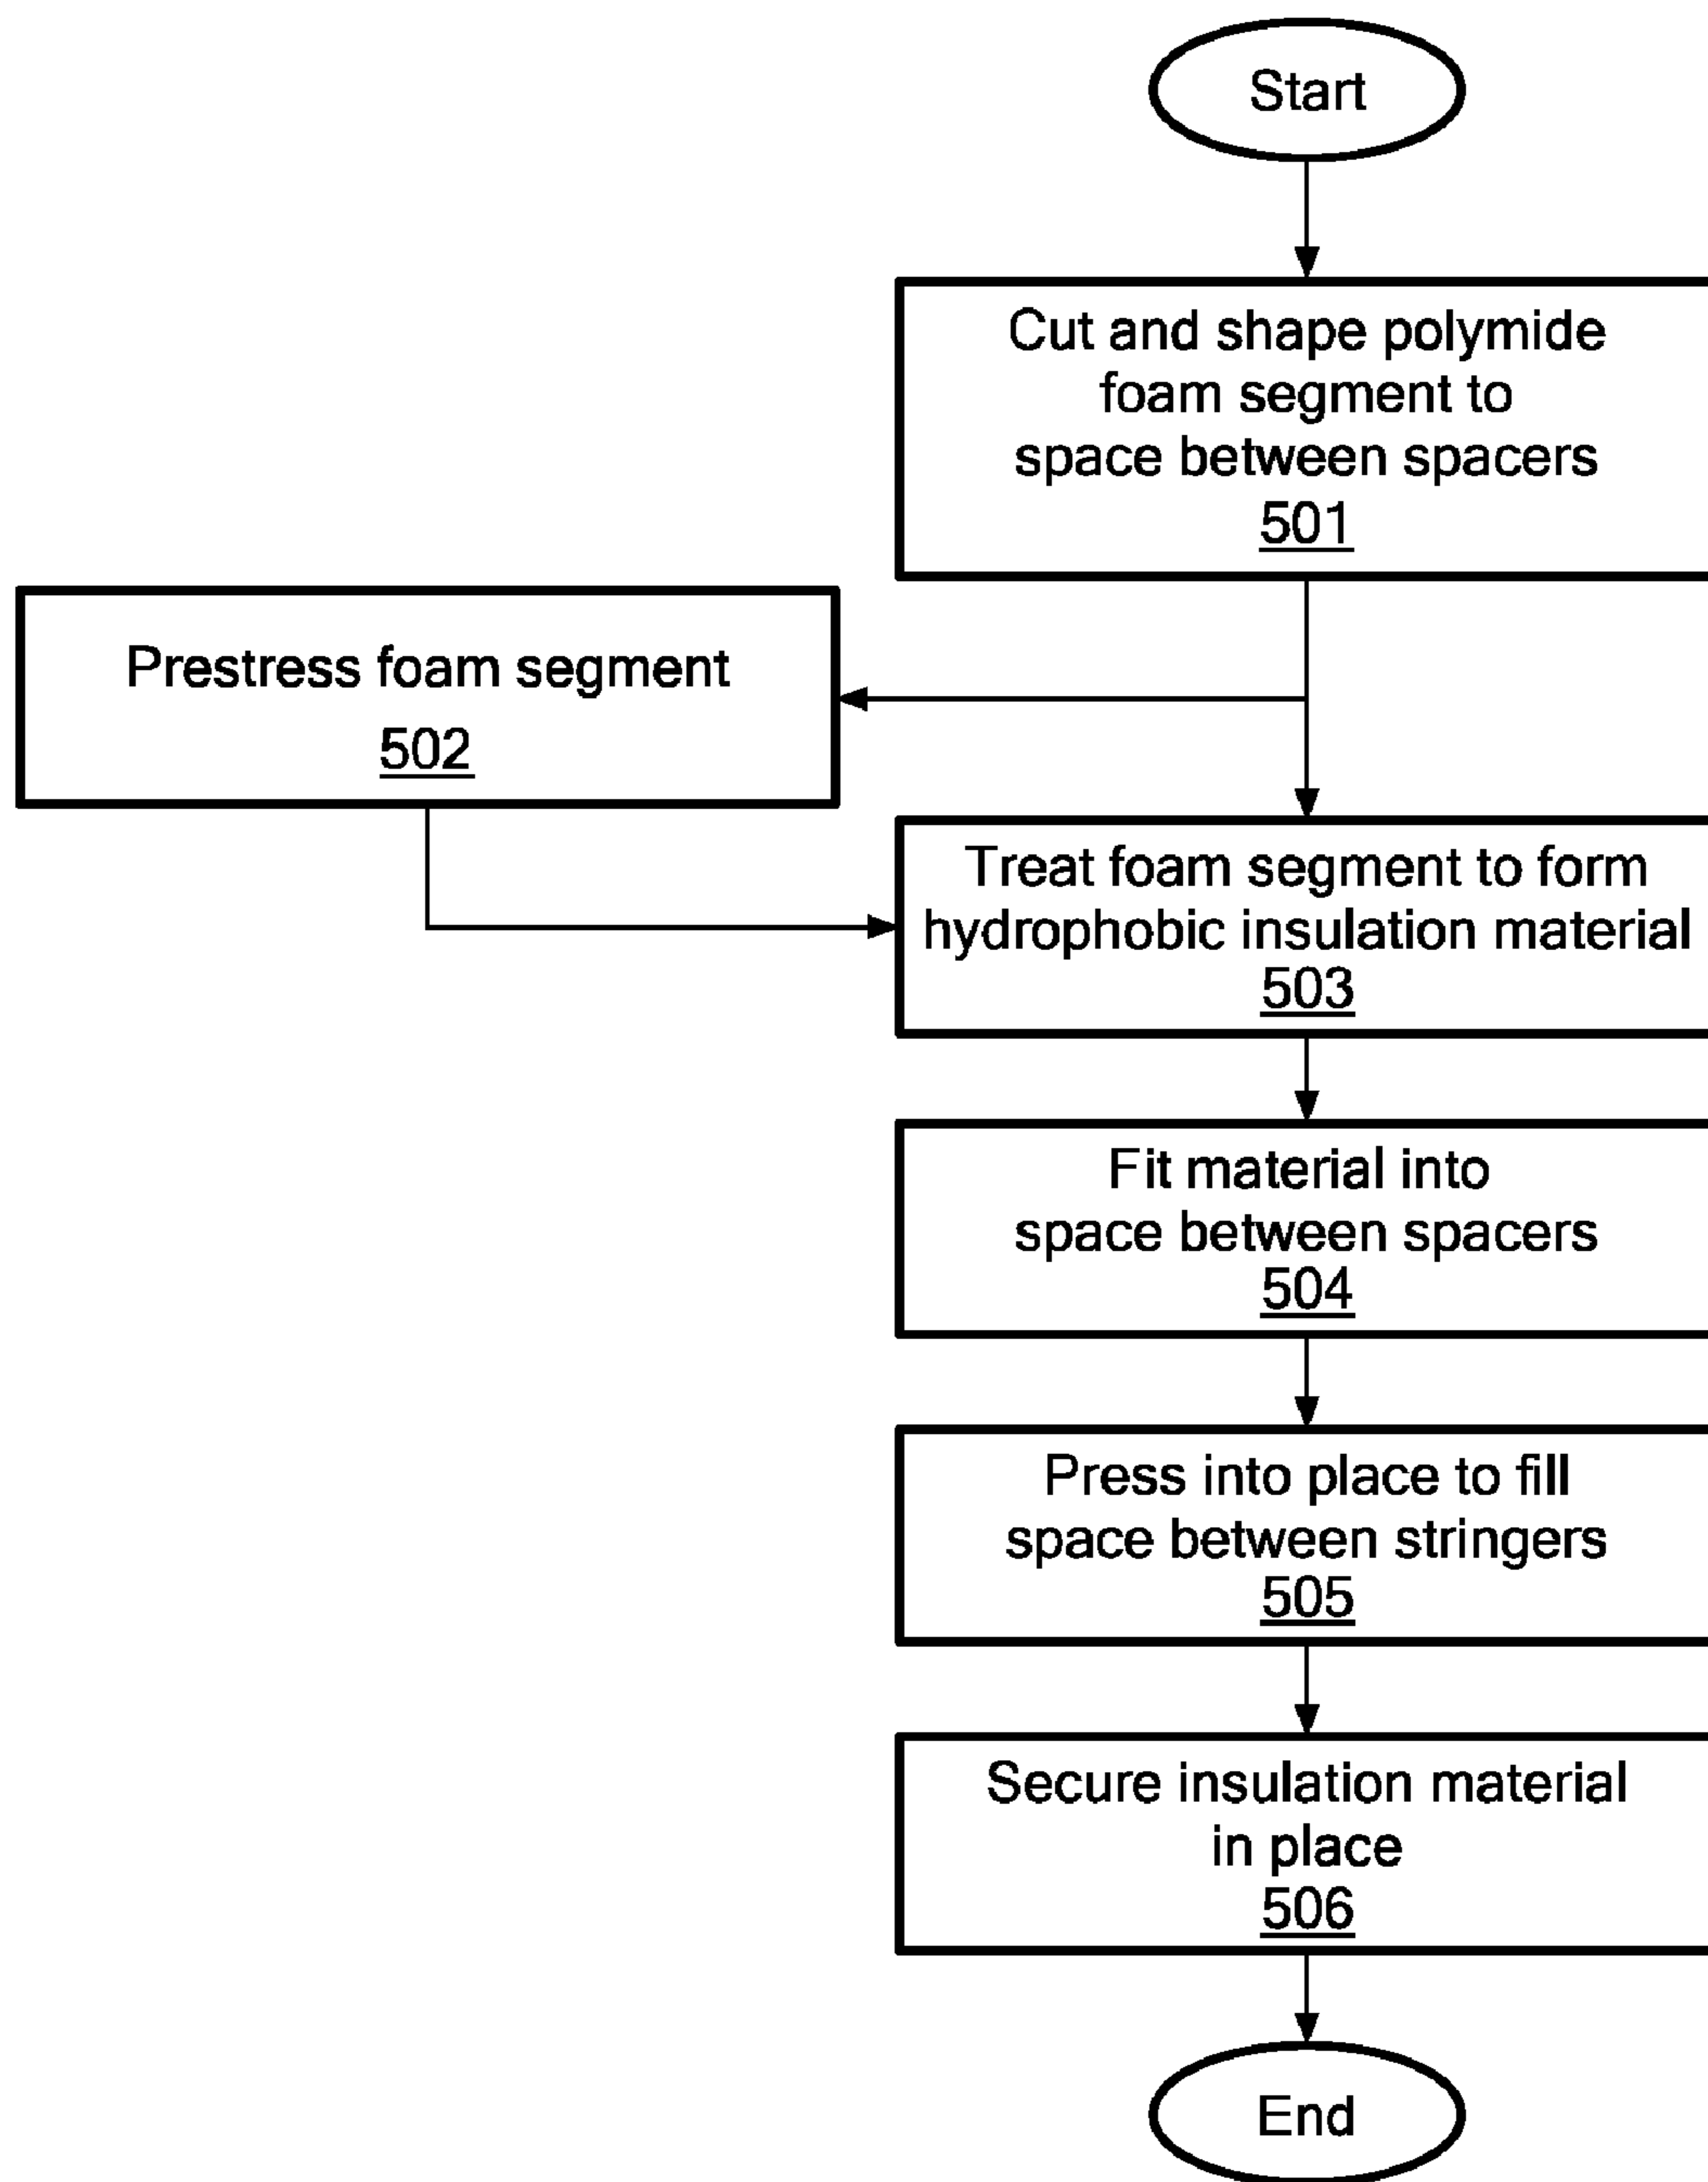 Start
Cut and shape polymide
foam segment to
space between spacers
501
Prestress foam segment
502
Treat foam segment to form
hydrophobic insulation material
503
Fit material into
space between spacers
504
Press into place to fill
space between stringers
505
Secure insulation material
in place
506
End